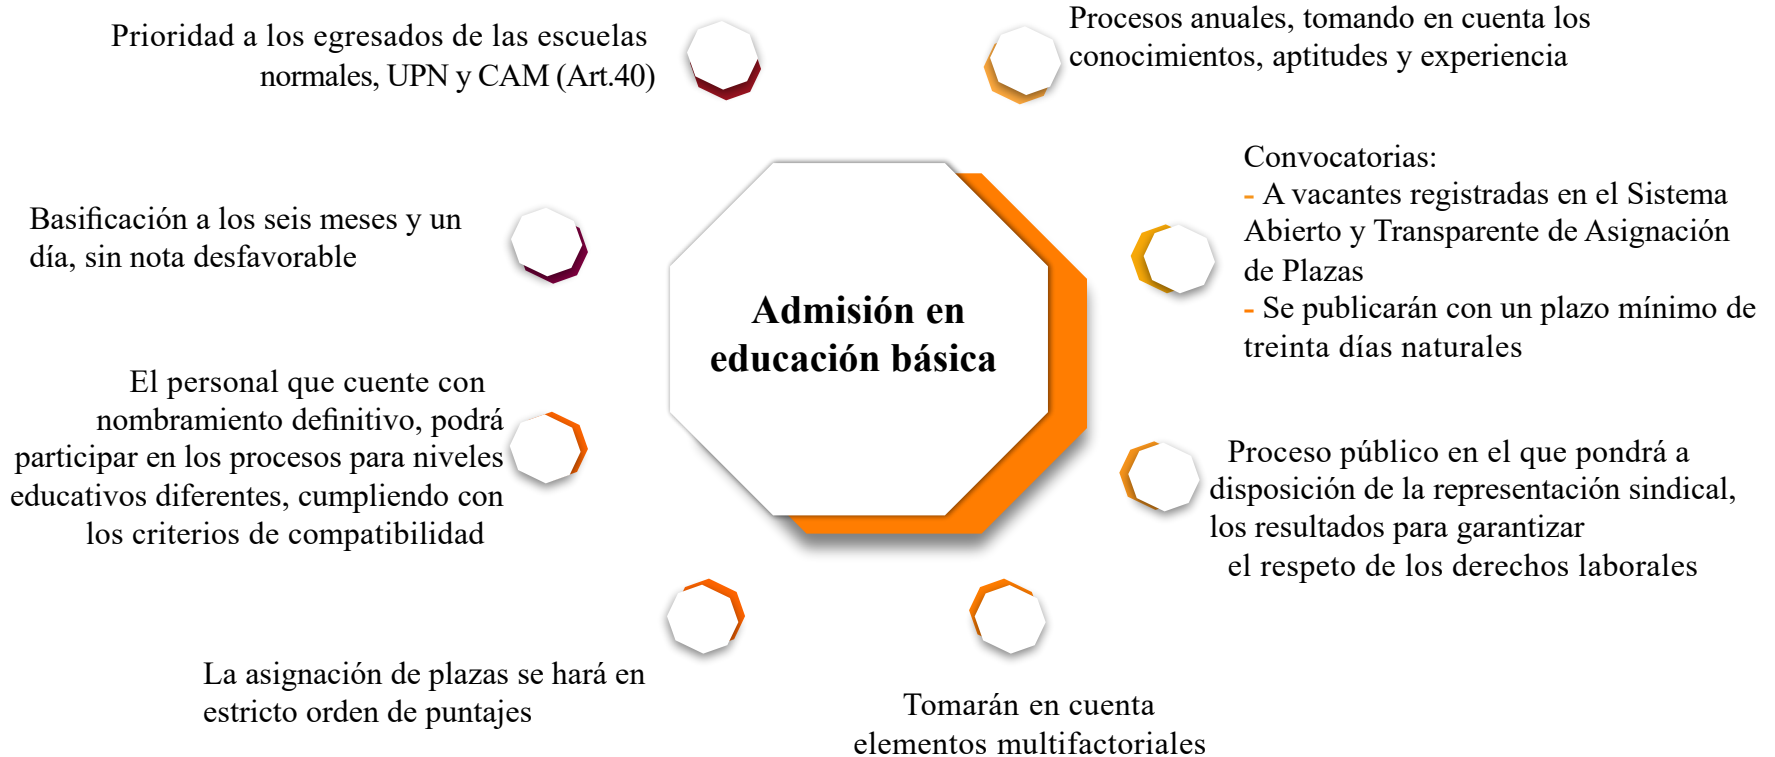 Prioridad a los egresados de las escuelas
normales, UPN y CAM (Art.40)
Procesos anuales, tomando en cuenta los
conocimientos, aptitudes y experiencia
Convocatorias:
- A vacantes registradas en el Sistema
Abierto y Transparente de Asignación
de Plazas
- Se publicarán con un plazo mínimo de
treinta días naturales
Basificación a los seis meses y un
día, sin nota desfavorable
Admisión en
educación básica
El personal que cuente con
nombramiento definitivo, podrá
participar en los procesos para niveles
educativos diferentes, cumpliendo con
los criterios de compatibilidad
Proceso público en el que pondrá a
disposición de la representación sindical,
los resultados para garantizar
el respeto de los derechos laborales
La asignación de plazas se hará en
estricto orden de puntajes
Tomarán en cuenta
elementos multifactoriales